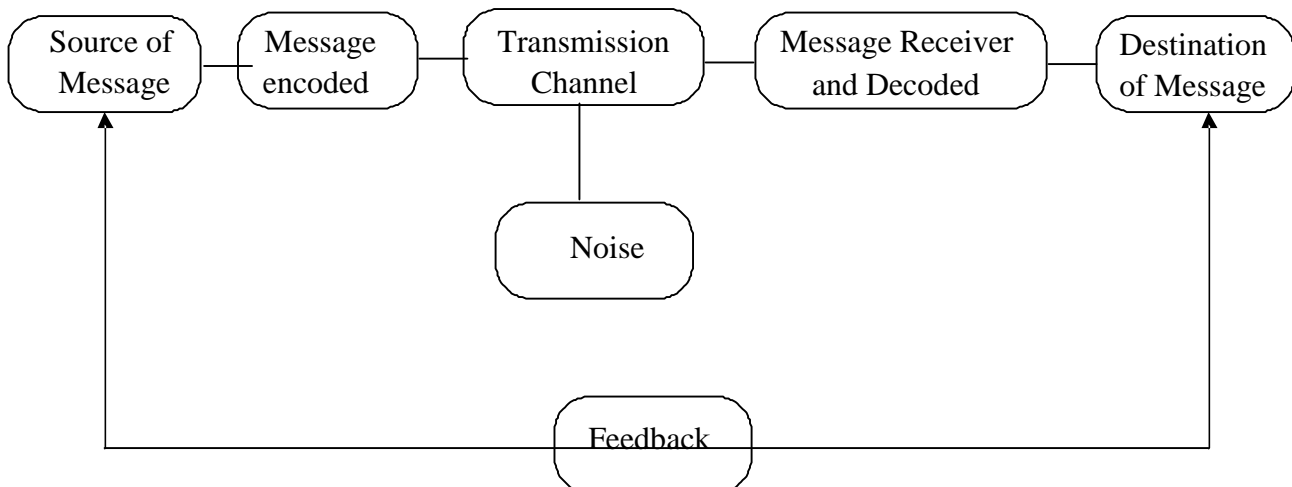 Source of
Message
Message
encoded
Transmission
Channel
Message Receiver
and Decoded
Destination
of Message
Noise
Feedback